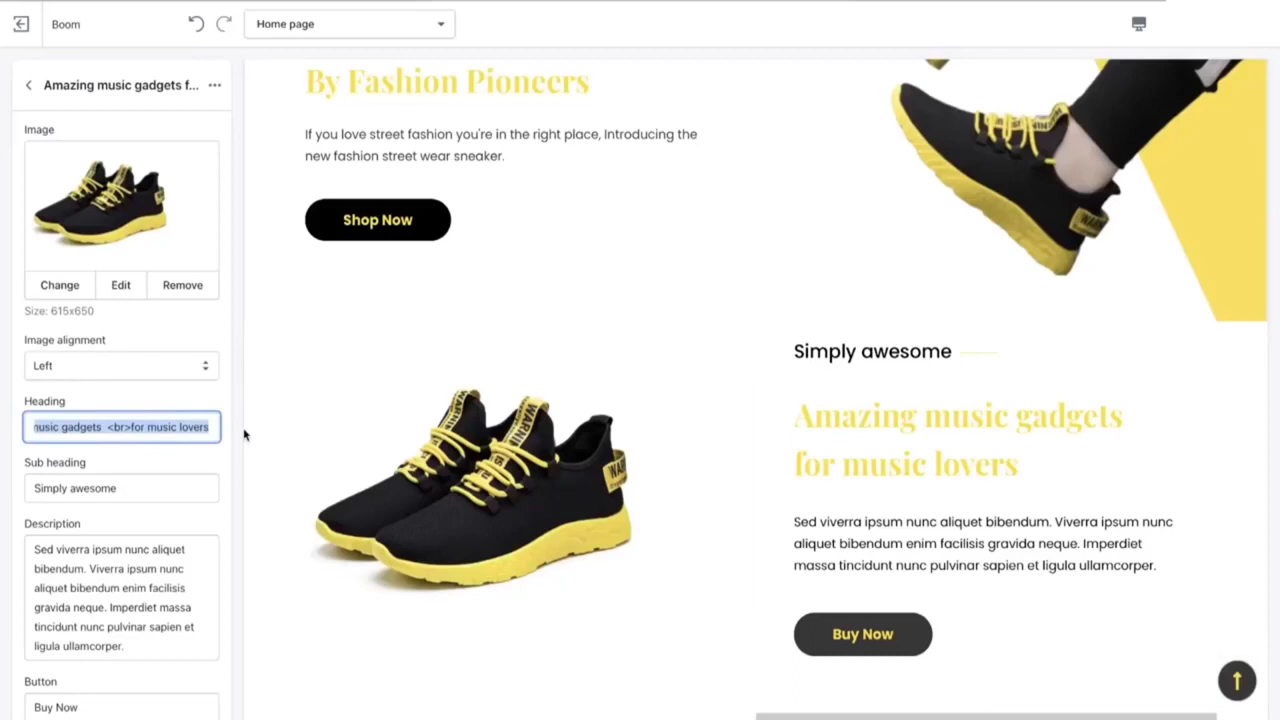 Boom
Home page
Amazing music gadgets f...
Image
Change
Edit
Remove
Size: 615x650
Image alignment
Left
Heading
music gadgets <br>for music lovers
Sub heading
Simply awesome
Description
Sed viverra ipsum nunc aliquet
bibendum. Viverra ipsum nunc
aliquet bibendum enim facilisis
gravida neque. Imperdiet massa
tincidunt nunc pulvinar sapien et
ligula ullamcorper.
Button
Buy Now
By Fashion Pioneers
If you love street fashion you're in the right place, Introducing the
new fashion street wear sneaker.
Shop Now
Simply awesome
Amazing music gadgets
for music lovers
Sed viverra ipsum nunc aliquet bibendum. Viverra ipsum nunc
aliquet bibendum enim facilisis gravida neque. Imperdiet
massa tincidunt nunc pulvinar sapien et ligula ullamcorper.
Buy Now